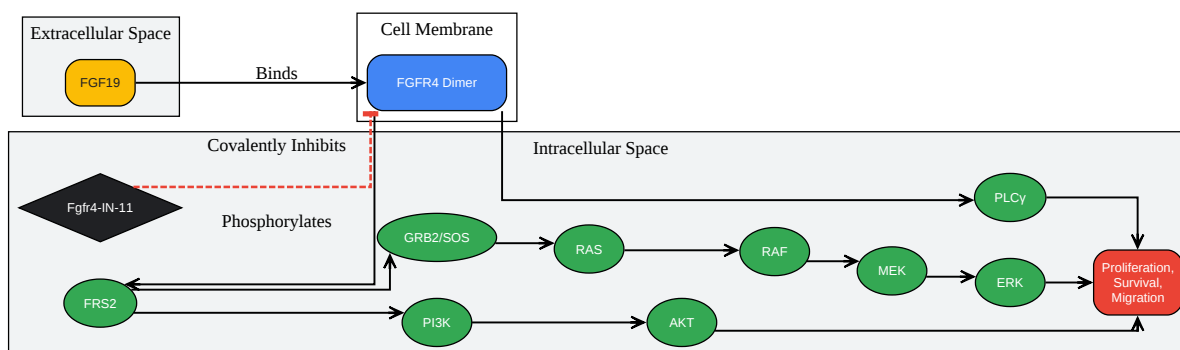 Extracellular Space
Cell Membrane
FGF19
Binds
FGFR4 Dimer
Covalently Inhibits
Intracellular Space
Fgfr4-IN-11
PLCγ
Phosphorylates
GRB2/SOS
RAS
RAF
MEK
ERK
Proliferation,
Survival,
Migration
FRS2
PI3K
AKT